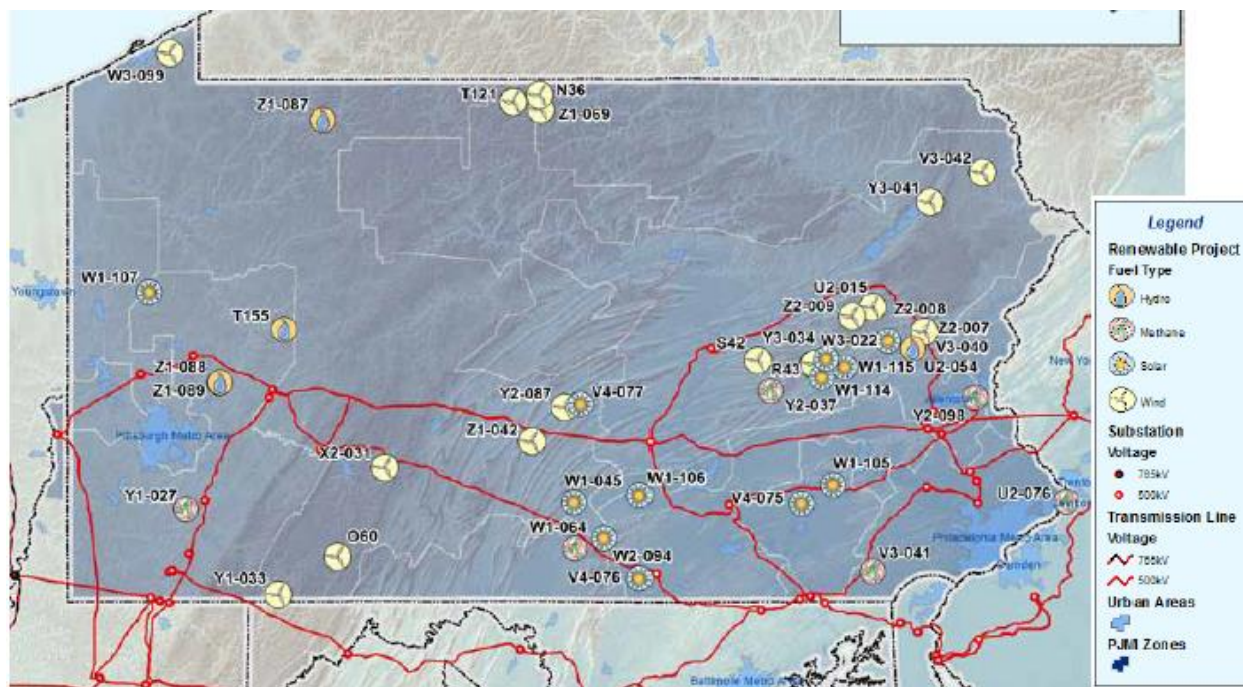 W3-099
Z1-087
T121
N36
Z1-069
V3-042
Y3-041
W1-107
Youngstown
T155
U2-015
Z2-009
Z2-008
Z2-007
Y3-034
W3-022
V3-040
S42
R43
W1-115
U2-054
W1-114
Y2-037
Z1-088
Z1-089
Y2-087
V4-077
Y2-098
Pittsburgh Metro Area
Z1-042
X2-031
W1-045
W1-106
W1-105
V4-075
Y1-027
U2-076
W1-064
Philadelphia Metro Area
O60
W2-094
V3-041
V4-076
Y1-033
Camden
Baltimore Metro Area
New York
Legend
Renewable Project
Fuel Type
Hydro
Methane
Solar
Wind
Substation
Voltage
765kV
500kV
Transmission Line
Voltage
765kV
500kV
Urban Areas
PJM Zones